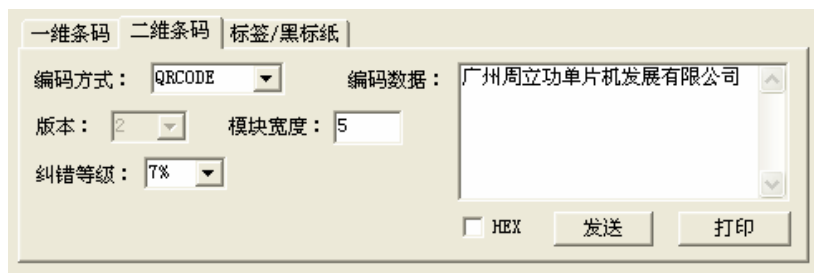 一维条码 二维条码 标签/黑标纸
编码方式： QRCODE 编码数据： 广州周立功单片机发展有限公司
版本： 2 模块宽度： 5
纠错等级： 7%
HEX 发送 打印